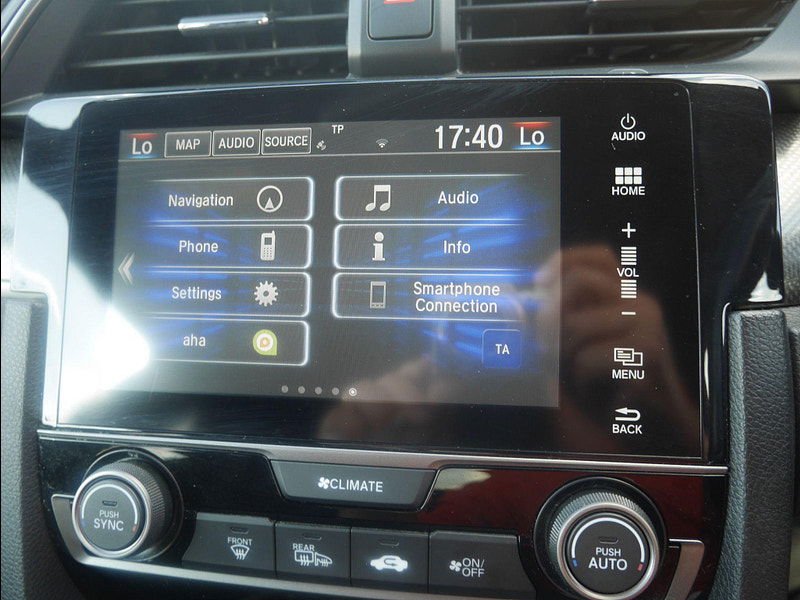 Lo MAP AUDIO SOURCE TP 17:40 Lo
Navigation
Audio
Phone
Info
Settings
Smartphone
Connection
aha
TA
AUDIO
HOME
+
VOL
−
MENU
BACK
CLIMATE
PUSH
SYNC
FRONT
REAR
ON/
OFF
PUSH
AUTO